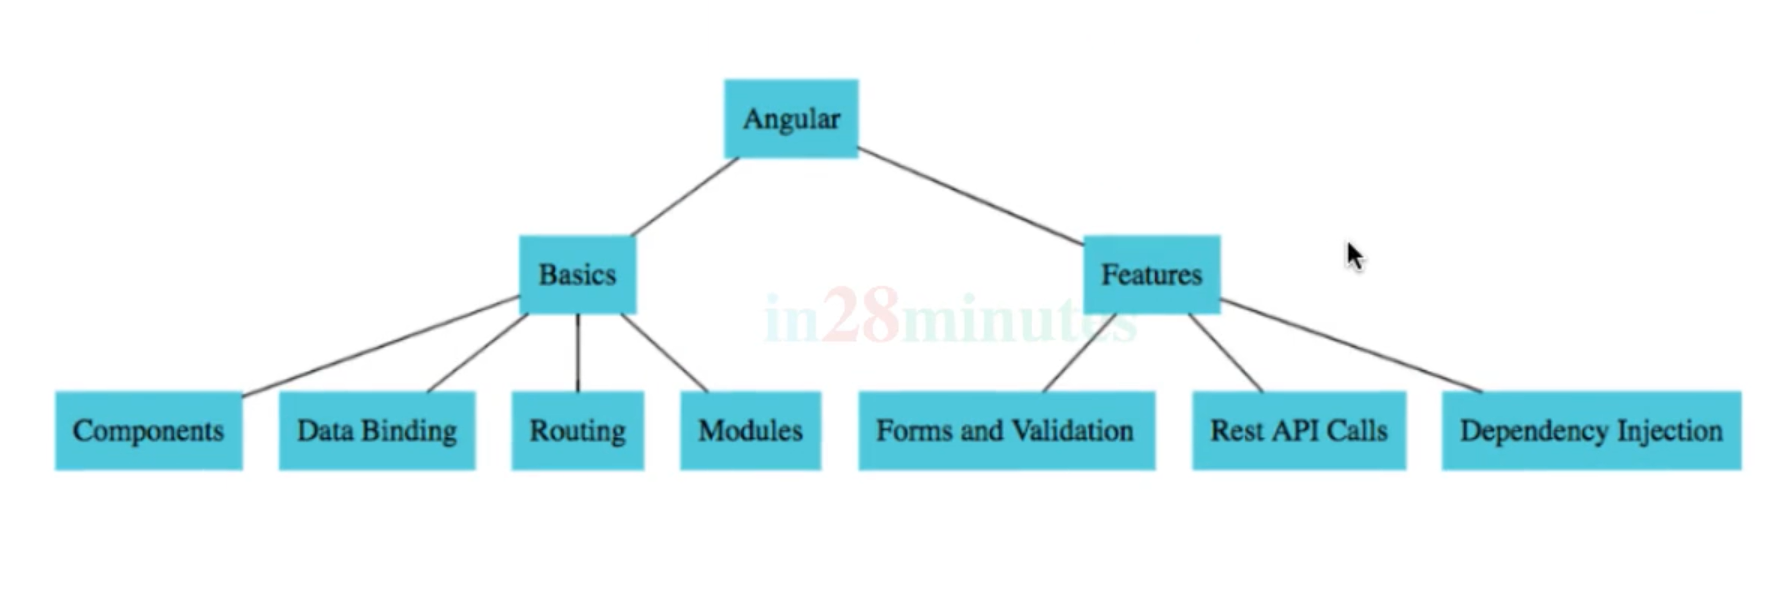 Angular
Basics
Features
in28minutes
Components
Data Binding
Routing
Modules
Forms and Validation
Rest API Calls
Dependency Injection